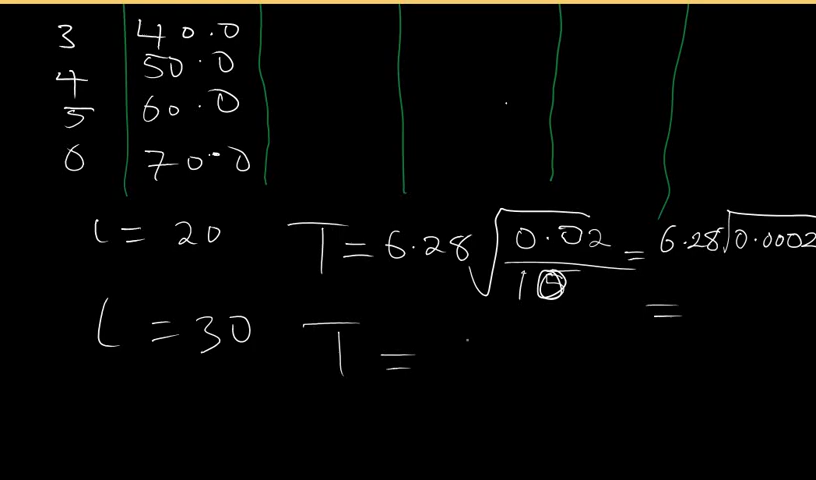 3 40.0
4 50.0
5 60.0
6 70.0
l = 20 T = 6.28 √(0.02/10) = 6.28√0.0002
=
l = 30 T =